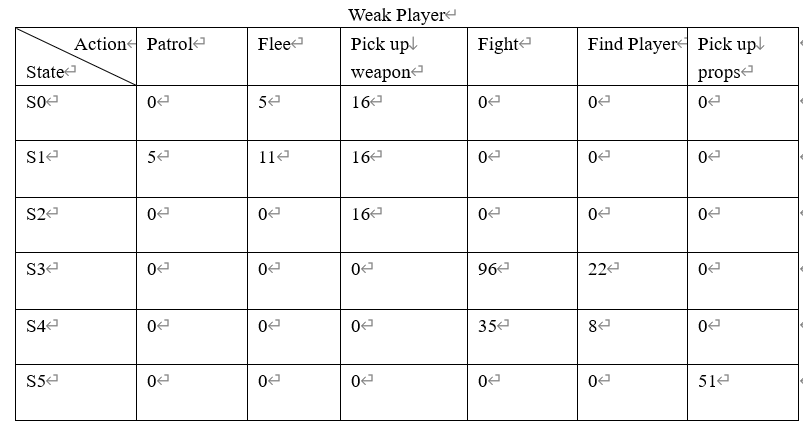 Weak Player
Action Patrol Flee Pick up Fight Find Player Pick up
State weapon props
S0 0 5 16 0 0 0
S1 5 11 16 0 0 0
S2 0 0 16 0 0 0
S3 0 0 0 96 22 0
S4 0 0 0 35 8 0
S5 0 0 0 0 0 51